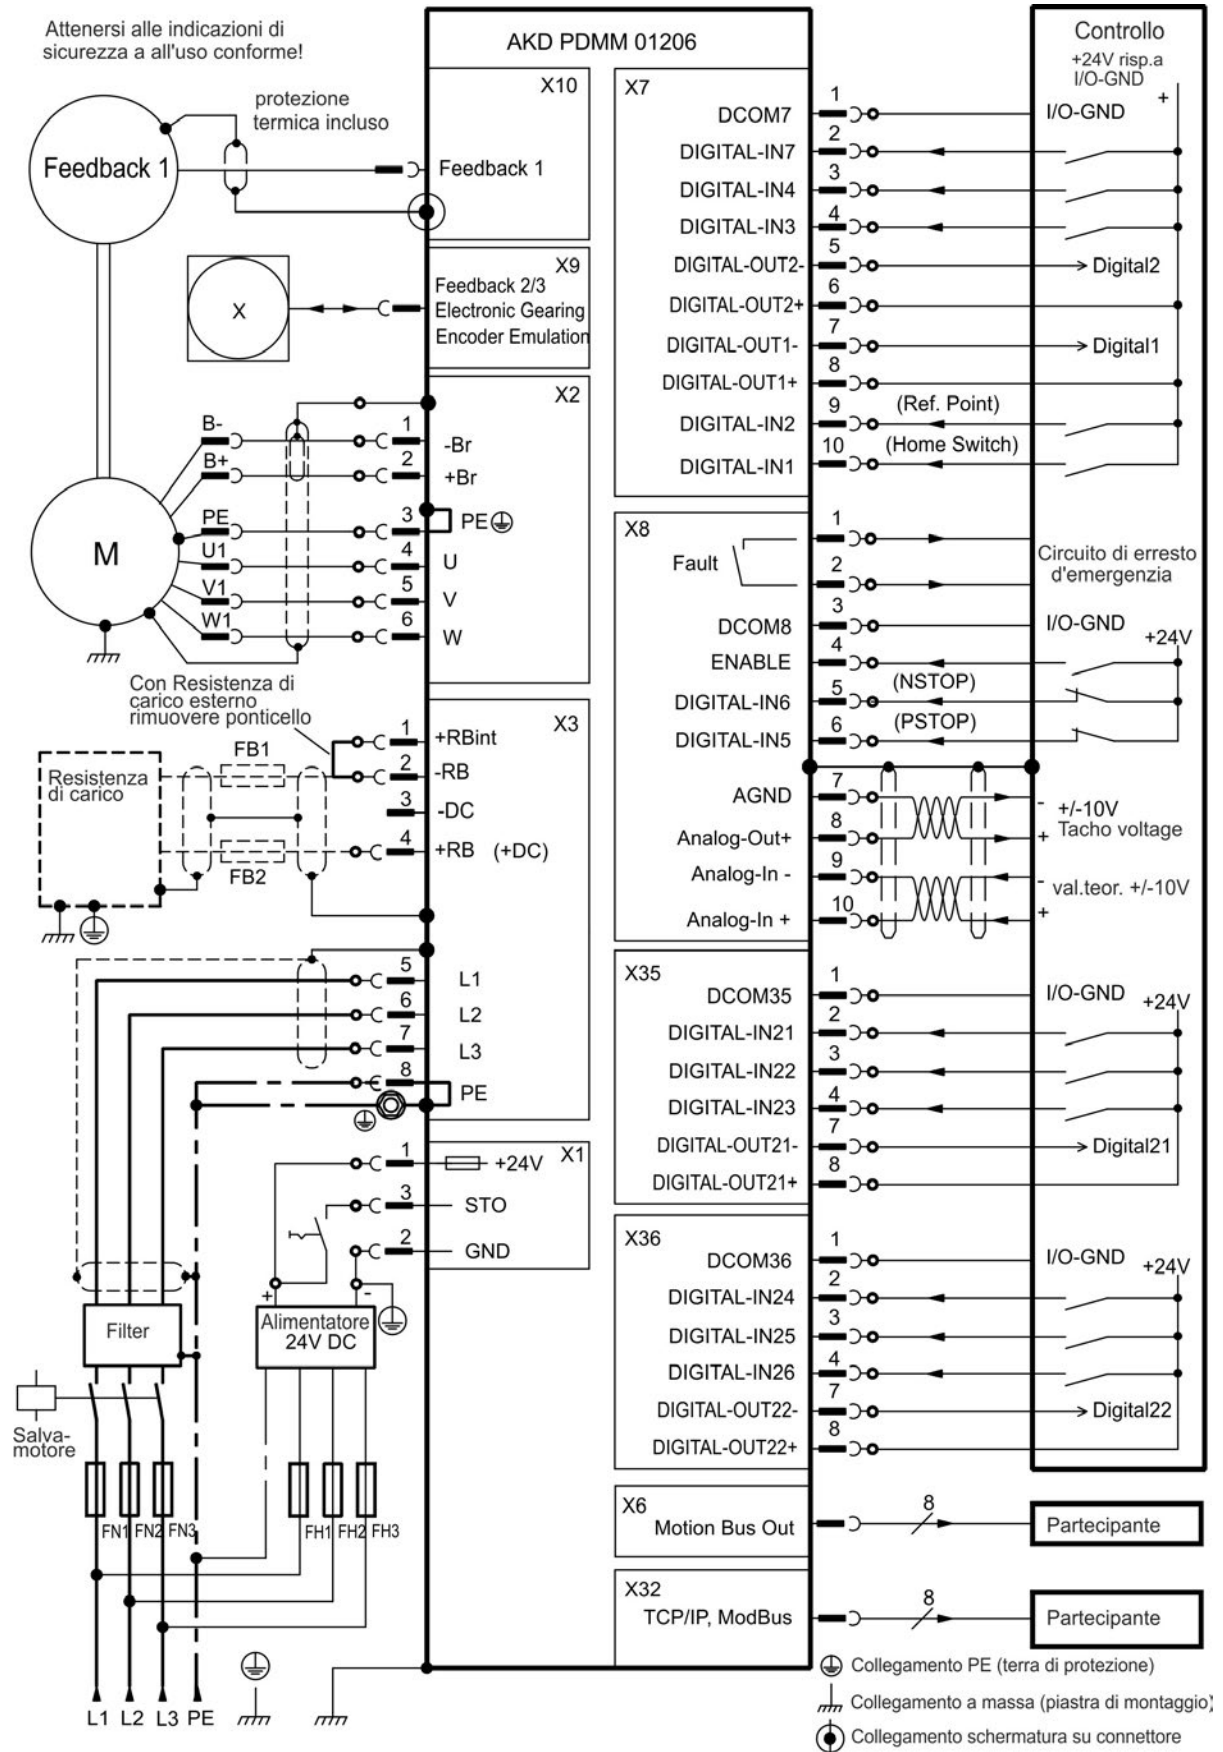 Attenersi alle indicazioni di
sicurezza a all'uso conforme!
AKD PDMM 01206
Controllo
+24V risp.a
I/O-GND
+
protezione
termica incluso
Feedback 1
X10
Feedback 1
X9
Feedback 2/3
Electronic Gearing
Encoder Emulation
X
X2
B-
1
-Br
B+
2
+Br
PE
3
PE
M
U1
4
U
V1
5
V
W1
6
W
Con Resistenza di
carico esterno
rimuovere ponticello
X3
1
+RBint
FB1
2
-RB
Resistenza
di carico
3
-DC
4
+RB (+DC)
FB2
5
L1
6
L2
7
L3
8
PE
X1
1
+24V
3
STO
2
GND
+
-
Alimentatore
24V DC
Filter
Salva-
motore
FN1 FN2 FN3
FH1 FH2 FH3
L1 L2 L3 PE
X7
DCOM7
1
I/O-GND
DIGITAL-IN7
2
DIGITAL-IN4
3
DIGITAL-IN3
4
DIGITAL-OUT2-
5
Digital2
DIGITAL-OUT2+
6
DIGITAL-OUT1-
7
Digital1
DIGITAL-OUT1+
8
DIGITAL-IN2
9
(Ref. Point)
DIGITAL-IN1
10
(Home Switch)
X8
Fault
1
2
Circuito di erresto
d'emergenzia
DCOM8
3
I/O-GND
+24V
ENABLE
4
DIGITAL-IN6
5
(NSTOP)
DIGITAL-IN5
6
(PSTOP)
AGND
7
-
+/-10V
Tacho voltage
Analog-Out+
8
+
Analog-In -
9
-
val.teor. +/-10V
Analog-In +
10
+
X35
DCOM35
1
I/O-GND
+24V
DIGITAL-IN21
2
DIGITAL-IN22
3
DIGITAL-IN23
4
DIGITAL-OUT21-
7
Digital21
DIGITAL-OUT21+
8
X36
DCOM36
1
I/O-GND
+24V
DIGITAL-IN24
2
DIGITAL-IN25
3
DIGITAL-IN26
4
DIGITAL-OUT22-
7
Digital22
DIGITAL-OUT22+
8
X6
Motion Bus Out
8
Partecipante
X32
TCP/IP, ModBus
8
Partecipante
Collegamento PE (terra di protezione)
Collegamento a massa (piastra di montaggio)
Collegamento schermatura su connettore